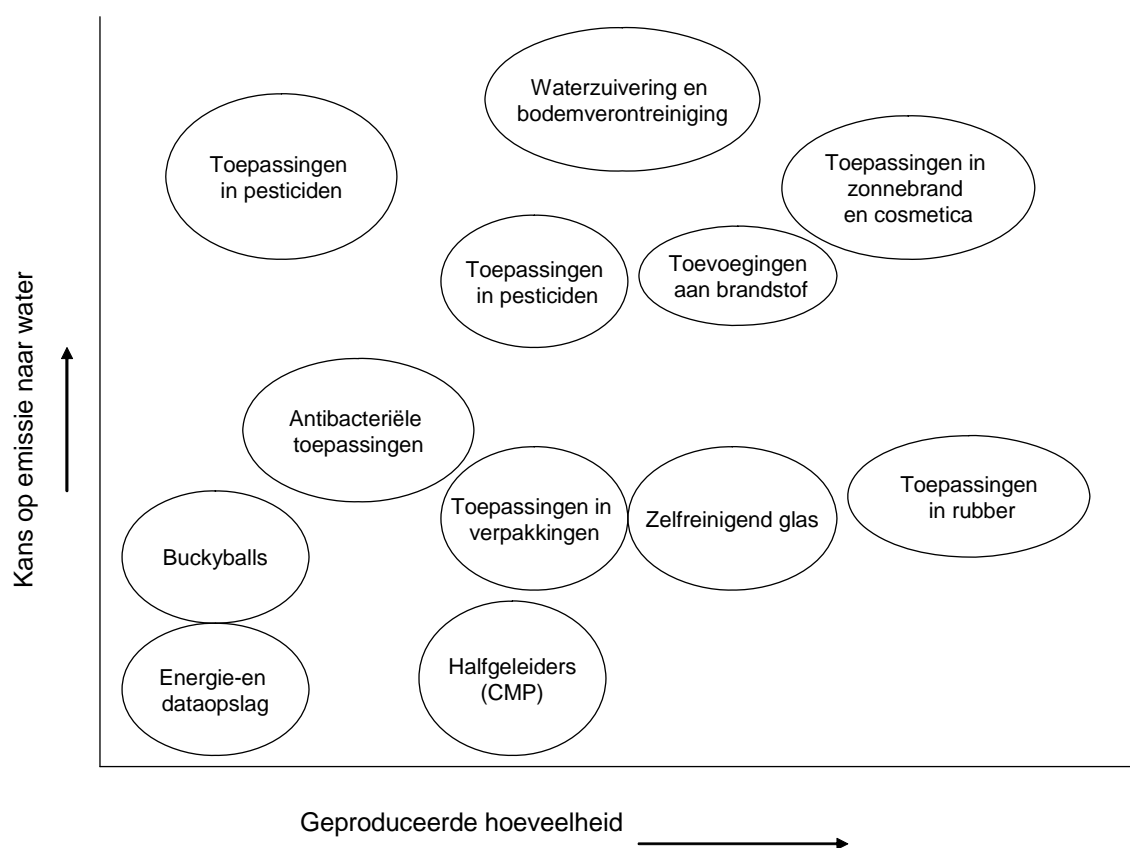 Waterzuivering en
bodemverontreiniging
Toepassingen
in pesticiden
Toepassingen in
zonnebrand
en cosmetica
Toepassingen
in pesticiden
Toevoegingen
aan brandstof
Kans op emissie naar water
Antibacteriële
toepassingen
Toepassingen in
verpakkingen
Zelfreinigend glas
Toepassingen
in rubber
Buckyballs
Energie-en
dataopslag
Halfgeleiders
(CMP)
Geproduceerde hoeveelheid